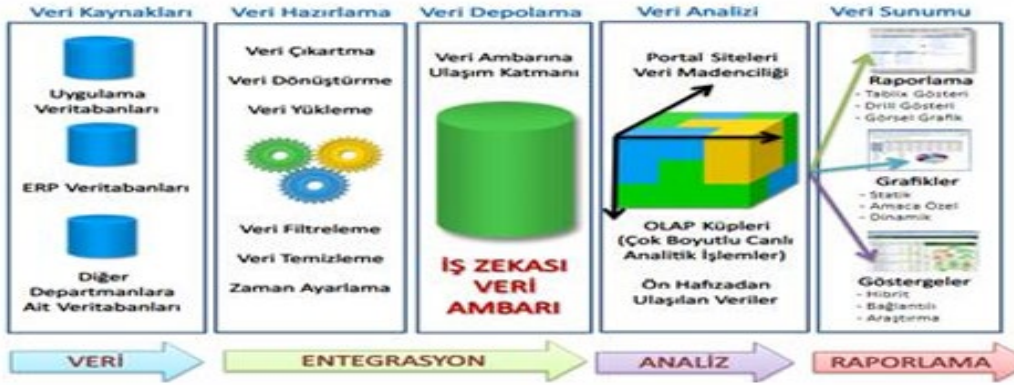 Veri Kaynakları
Veri Hazırlama
Veri Depolama
Veri Analizi
Veri Sunumu
Uygulama
Veritabanları
ERP Veritabanları
Diğer
Departmanlara
Ait Veritabanları
Veri Çıkartma
Veri Dönüştürme
Veri Yükleme
Veri Filtreleme
Veri Temizleme
Zaman Ayarlama
Veri Ambarına
Ulaşım Katmanı
İŞ ZEKASI
VERİ
AMBARI
Portal Siteleri
Veri Madenciliği
OLAP Küpleri
(Çok Boyutlu Canlı
Analitik İşlemler)
Ön Hafızadan
Ulaşılan Veriler
Raporlama
- Tablix Gösteri
- Drill Gösteri
- Görsel Grafik
Grafikler
- Statik
- Amaca Özel
- Dinamik
Göstergeler
- Hibrit
- Bağlantılı
- Araştırma
VERİ
ENTEGRASYON
ANALİZ
RAPORLAMA